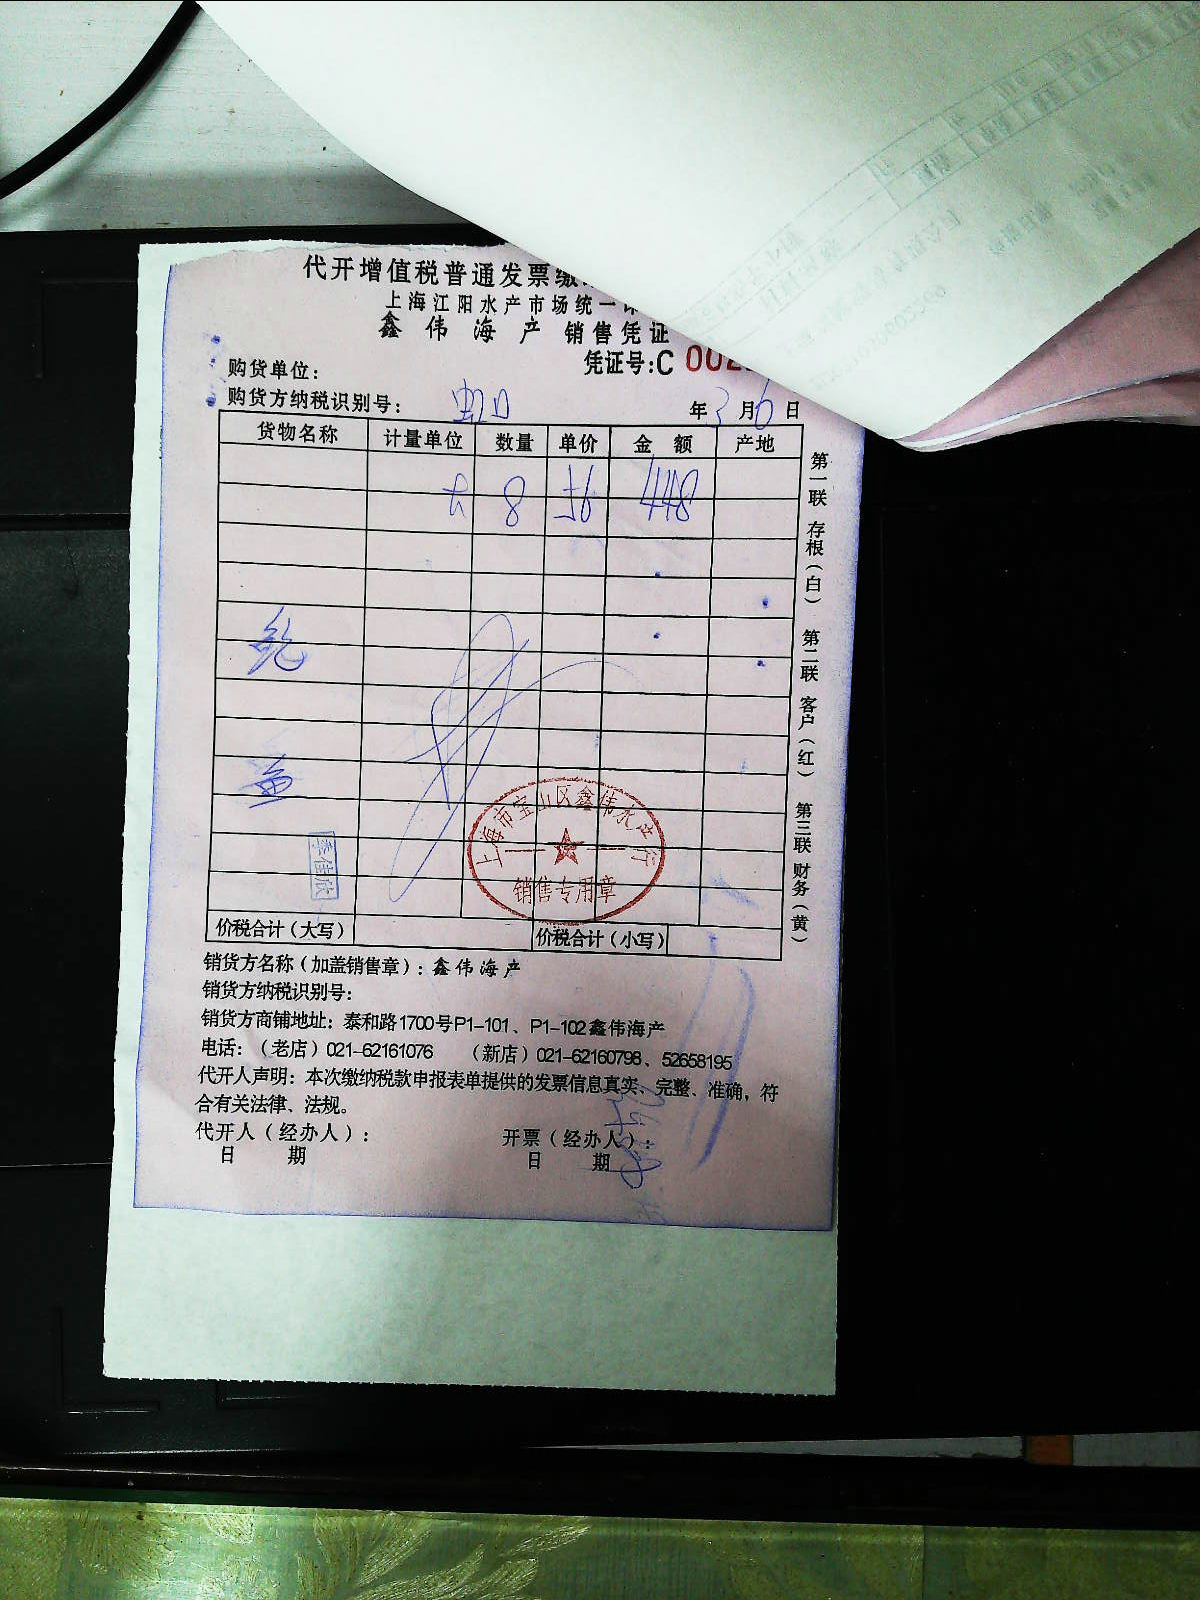 代开增值税普通发票缴
上海江阳水产市场统一
鑫伟海产销售凭证
凭证号:C 002
购货单位:
购货方纳税识别号: 虹口 年3月6日
货物名称 计量单位 数量 单价 金额 产地
8 56 448
鲍
鱼
季佳欣
上海市宝山区鑫伟水产行
销售专用章
价税合计(大写) 价税合计(小写)
销货方名称(加盖销售章):鑫伟海产
销货方纳税识别号:
销货方商铺地址:泰和路1700号P1-101、P1-102鑫伟海产
电话:(老店)021-62161076 (新店)021-62160798、52658195
代开人声明:本次缴纳税款申报表单提供的发票信息真实、完整、准确,符
合有关法律、法规。
代开人(经办人): 开票(经办人):
日 期 日 期
第一联 存根(白) 第二联 客户(红) 第三联 财务(黄)